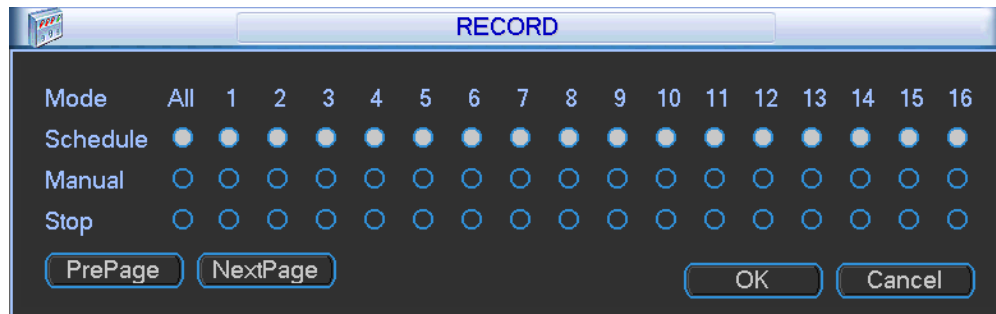 RECORD
Mode All 1 2 3 4 5 6 7 8 9 10 11 12 13 14 15 16
Schedule
Manual
Stop
PrePage NextPage OK Cancel